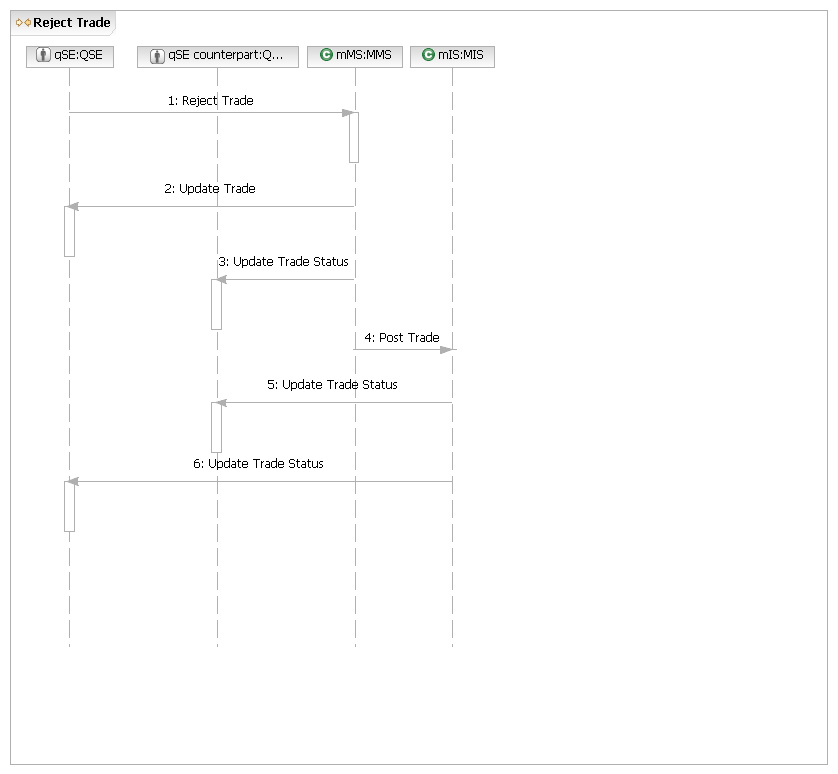 Reject Trade
qSE:QSE
qSE counterpart:Q...
mMS:MMS
mIS:MIS
1: Reject Trade
2: Update Trade
3: Update Trade Status
4: Post Trade
5: Update Trade Status
6: Update Trade Status